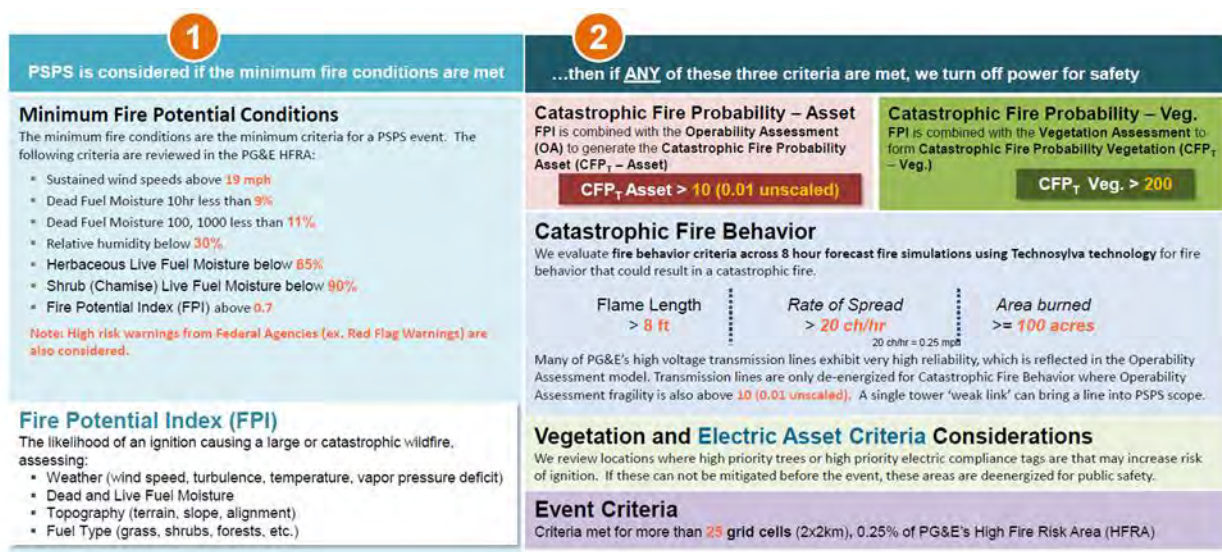 1
PSPS is considered if the minimum fire conditions are met
Minimum Fire Potential Conditions
The minimum fire conditions are the minimum criteria for a PSPS event. The
following criteria are reviewed in the PG&E HFRA:
▪ Sustained wind speeds above 19 mph
▪ Dead Fuel Moisture 10hr less than 9%
▪ Dead Fuel Moisture 100, 1000 less than 11%
▪ Relative humidity below 30%
▪ Herbaceous Live Fuel Moisture below 65%
▪ Shrub (Chamise) Live Fuel Moisture below 90%
▪ Fire Potential Index (FPI) above 0.7
Note: High risk warnings from Federal Agencies (ex. Red Flag Warnings) are
also considered.
Fire Potential Index (FPI)
The likelihood of an ignition causing a large or catastrophic wildfire,
assessing:
▪ Weather (wind speed, turbulence, temperature, vapor pressure deficit)
▪ Dead and Live Fuel Moisture
▪ Topography (terrain, slope, alignment)
▪ Fuel Type (grass, shrubs, forests, etc.)
2
...then if ANY of these three criteria are met, we turn off power for safety
Catastrophic Fire Probability – Asset
FPI is combined with the Operability Assessment
(OA) to generate the Catastrophic Fire Probability
Asset (CFPT – Asset)
CFPT Asset > 10 (0.01 unscaled)
Catastrophic Fire Probability – Veg.
FPI is combined with the Vegetation Assessment to
form Catastrophic Fire Probability Vegetation (CFPT
– Veg.)
CFPT Veg. > 200
Catastrophic Fire Behavior
We evaluate fire behavior criteria across 8 hour forecast fire simulations using Technosylva technology for fire
behavior that could result in a catastrophic fire.
Flame Length
> 8 ft
Rate of Spread
> 20 ch/hr
20 ch/hr = 0.25 mph
Area burned
>= 100 acres
Many of PG&E's high voltage transmission lines exhibit very high reliability, which is reflected in the Operability
Assessment model. Transmission lines are only de-energized for Catastrophic Fire Behavior where Operability
Assessment fragility is also above 10 (0.01 unscaled). A single tower 'weak link' can bring a line into PSPS scope.
Vegetation and Electric Asset Criteria Considerations
We review locations where high priority trees or high priority electric compliance tags are that may increase risk
of ignition. If these can not be mitigated before the event, these areas are deenergized for public safety.
Event Criteria
Criteria met for more than 25 grid cells (2x2km), 0.25% of PG&E's High Fire Risk Area (HFRA)